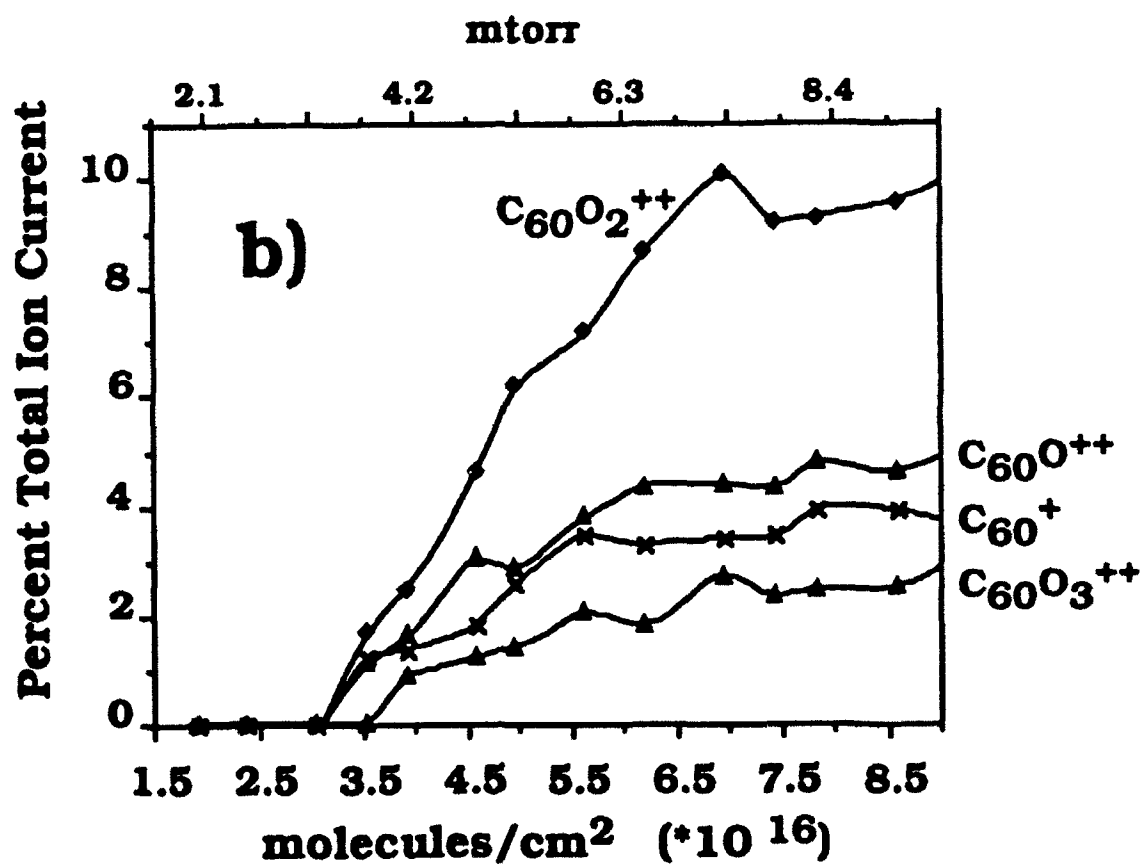 mtorr
2.1 4.2 6.3 8.4
Percent Total Ion Current
10
8
6
4
2
0
b)
C60O2++
C60O++
C60+
C60O3++
1.5 2.5 3.5 4.5 5.5 6.5 7.5 8.5
molecules/cm2 (*10 16)